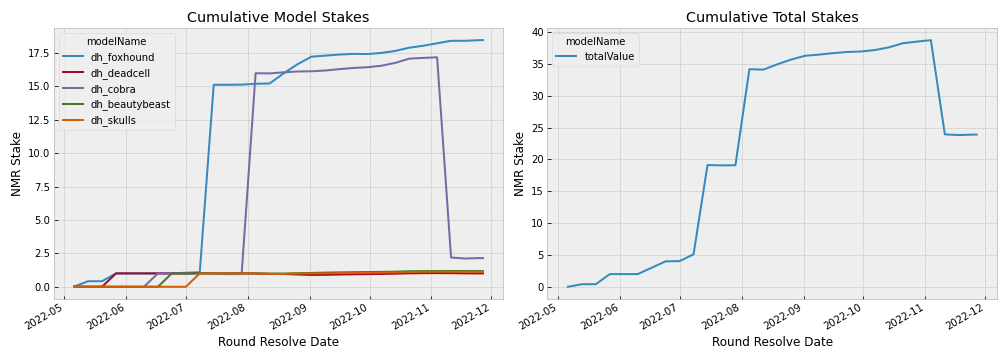 Cumulative Model Stakes
modelName
dh_foxhound
dh_deadcell
dh_cobra
dh_beautybeast
dh_skulls
NMR Stake
17.5
15.0
12.5
10.0
7.5
5.0
2.5
0.0
2022-05
2022-06
2022-07
2022-08
2022-09
2022-10
2022-11
2022-12
Round Resolve Date
Cumulative Total Stakes
modelName
totalValue
NMR Stake
40
35
30
25
20
15
10
5
0
2022-05
2022-06
2022-07
2022-08
2022-09
2022-10
2022-11
2022-12
Round Resolve Date